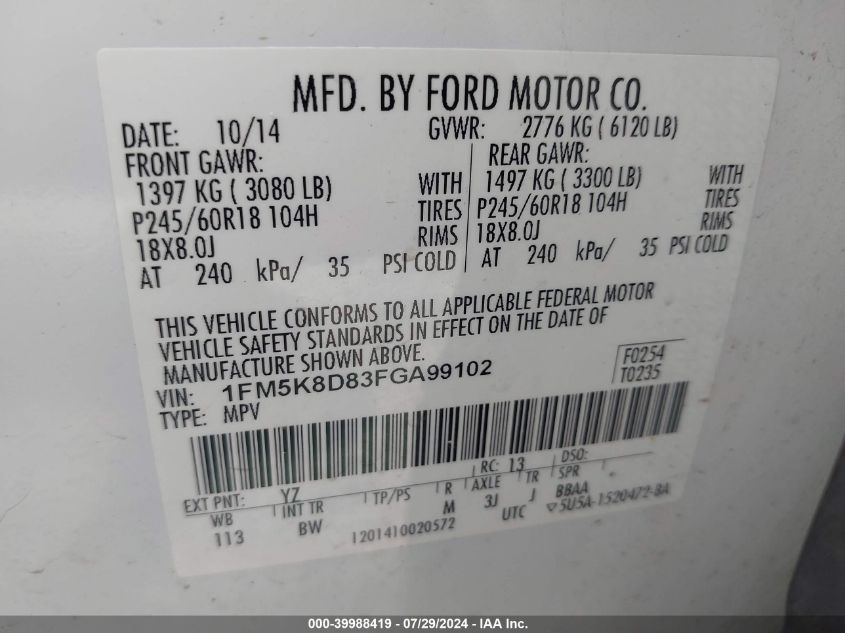 MFD. BY FORD MOTOR CO.
DATE: 10/14 GVWR: 2776 KG ( 6120 LB)
FRONT GAWR: REAR GAWR:
1397 KG ( 3080 LB) WITH 1497 KG ( 3300 LB) WITH
P245/60R18 104H TIRES P245/60R18 104H TIRES
18X8.0J RIMS 18X8.0J RIMS
AT 240 kPa/ 35 PSI COLD AT 240 kPa/ 35 PSI COLD
THIS VEHICLE CONFORMS TO ALL APPLICABLE FEDERAL MOTOR
VEHICLE SAFETY STANDARDS IN EFFECT ON THE DATE OF
MANUFACTURE SHOWN ABOVE.
VIN: 1FM5K8D83FGA99102 F0254
TYPE: MPV T0235
EXT PNT: YZ RC: 13 DSO:
WB INT TR TP/PS R AXLE TR SPR
113 BW M 3J J BBAA
1201410020572 UTC 5U5A-1520472-BA
000-39988419 / 07/29/2024 - IAA Inc.